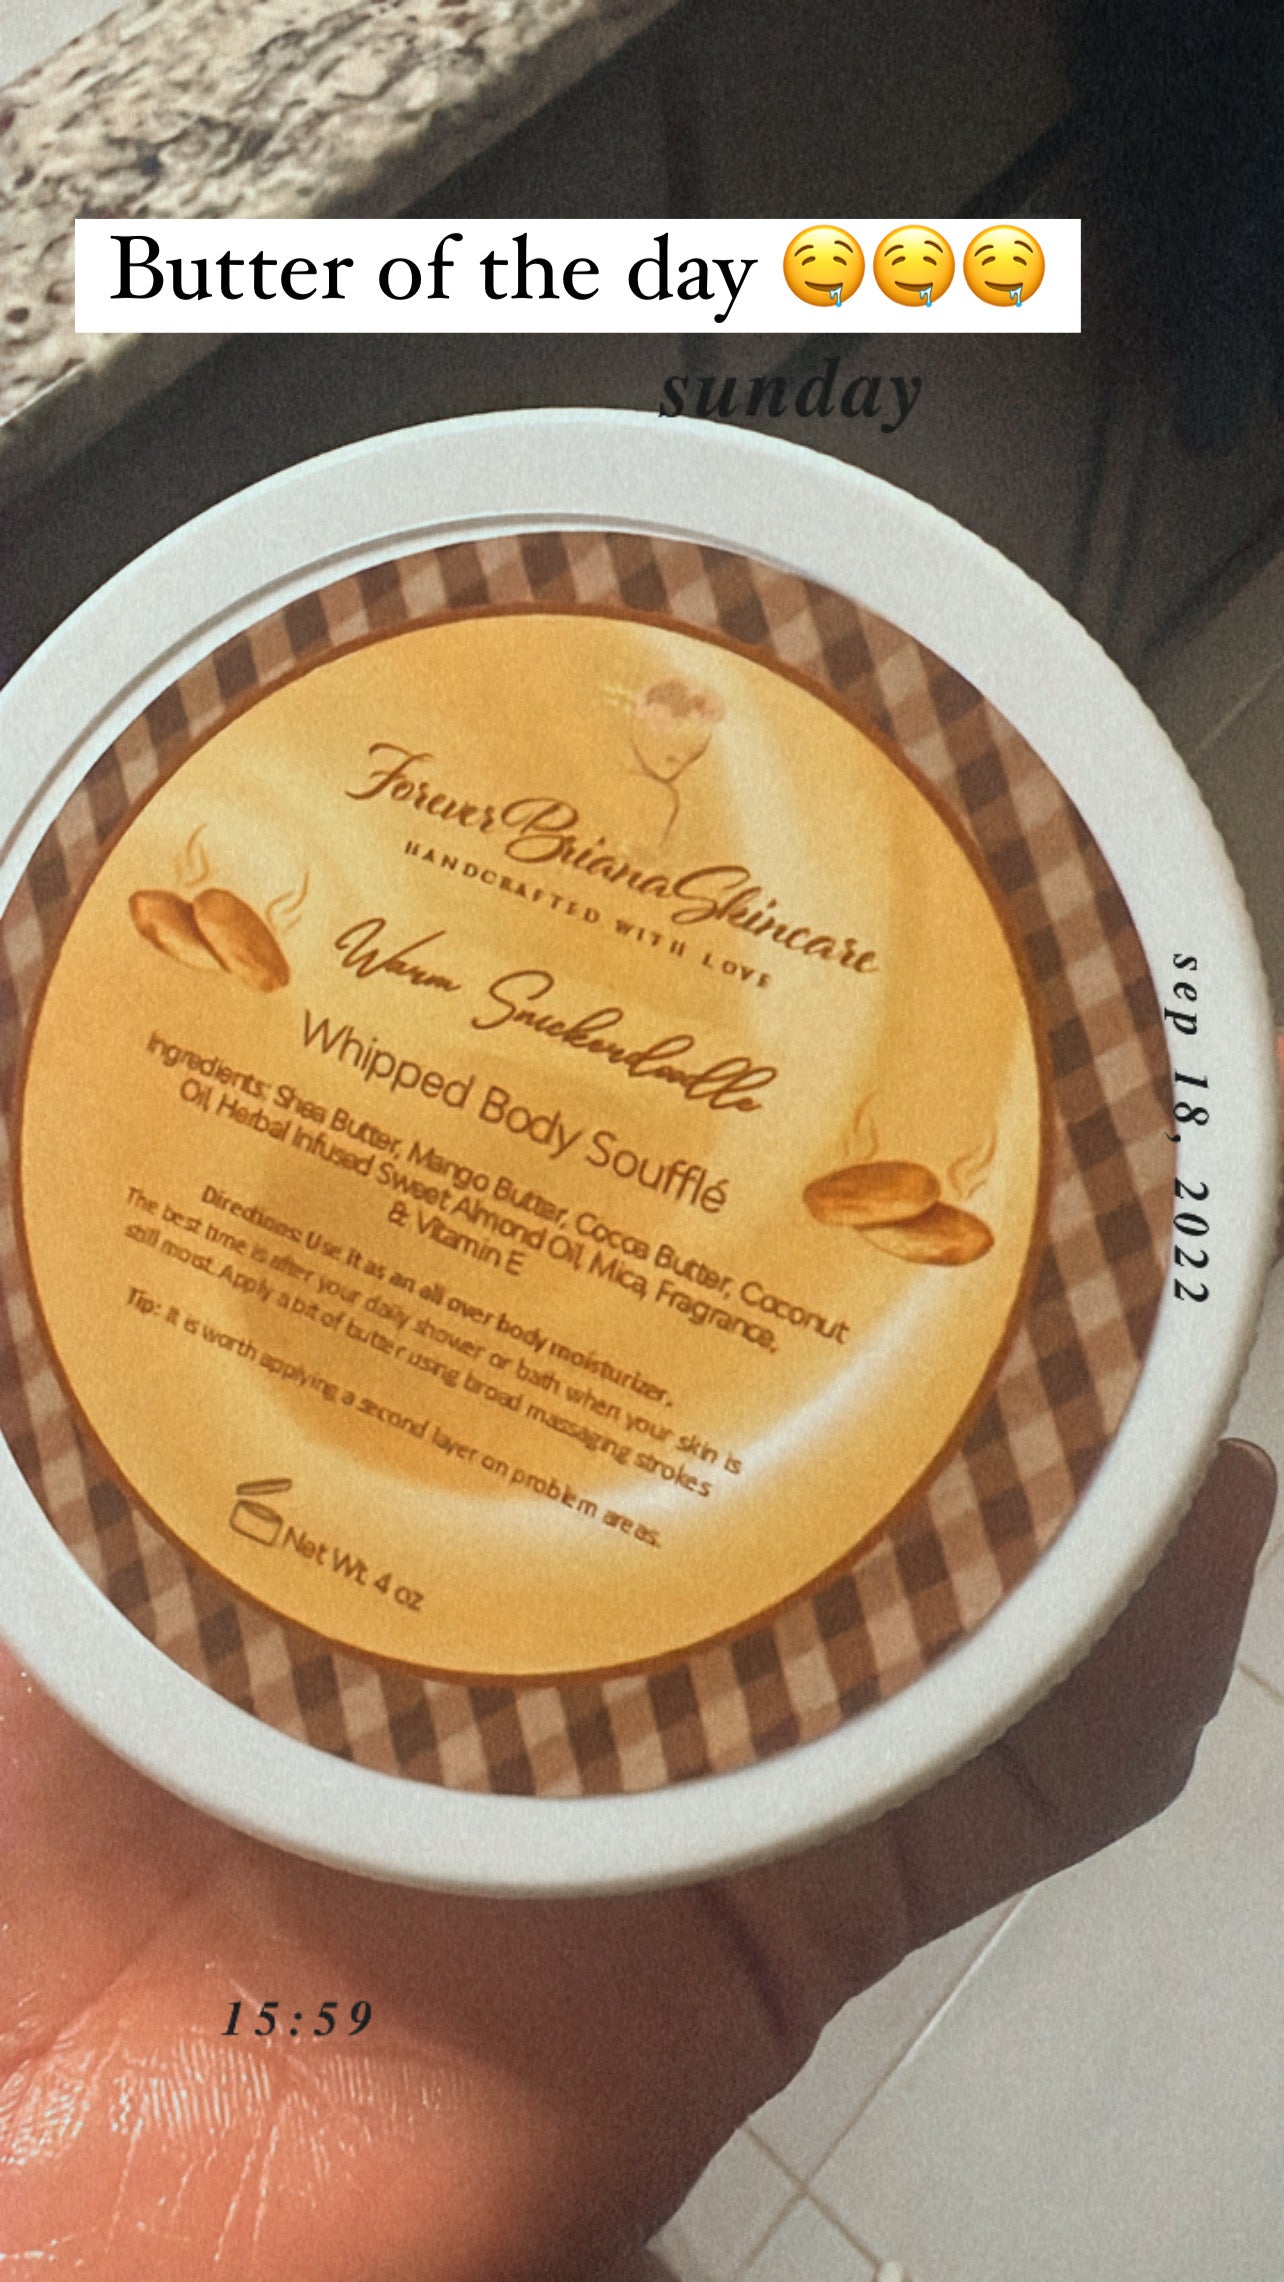 Butter of the day 🤤🤤🤤
sunday
ForeverBrianaSkincare
HANDCRAFTED WITH LOVE
Warm Snickerdoodle
Whipped Body Soufflé
Ingredients: Shea Butter, Mango Butter, Cocoa Butter, Coconut
Oil, Herbal Infused Sweet Almond Oil, Mica, Fragrance,
& Vitamin E
Directions: Use it as an all over body moisturizer,
The best time is after your daily shower or bath when your skin is
still moist. Apply a bit of butter using broad massaging strokes
Tip: It is worth applying a second layer on problem areas.
Net Wt. 4 oz
sep 18, 2022
15:59